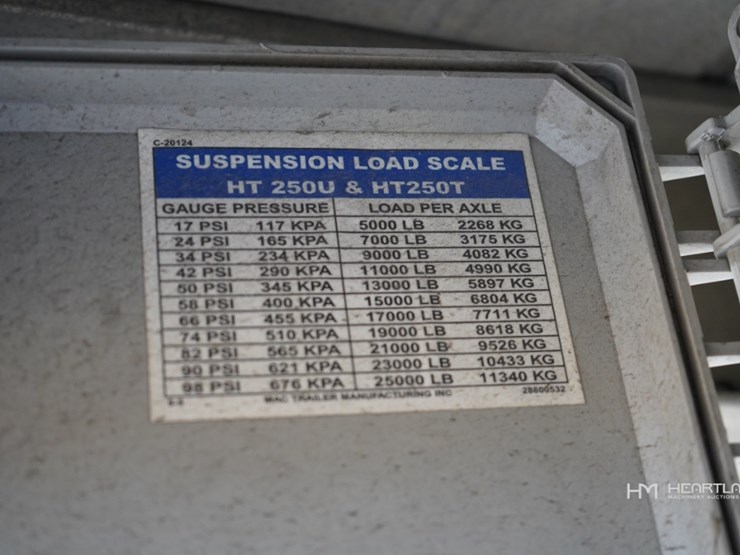 C-20124
SUSPENSION LOAD SCALE
HT 250U & HT250T
GAUGE PRESSURE LOAD PER AXLE
17 PSI 117 KPA 5000 LB 2268 KG
24 PSI 165 KPA 7000 LB 3175 KG
34 PSI 234 KPA 9000 LB 4082 KG
42 PSI 290 KPA 11000 LB 4990 KG
50 PSI 345 KPA 13000 LB 5897 KG
58 PSI 400 KPA 15000 LB 6804 KG
66 PSI 455 KPA 17000 LB 7711 KG
74 PSI 510 KPA 19000 LB 8618 KG
82 PSI 565 KPA 21000 LB 9526 KG
90 PSI 621 KPA 23000 LB 10433 KG
98 PSI 676 KPA 25000 LB 11340 KG
MAC TRAILER MANUFACTURING INC 28800532
HM HEARTLA
MACHINERY AUCTIONS